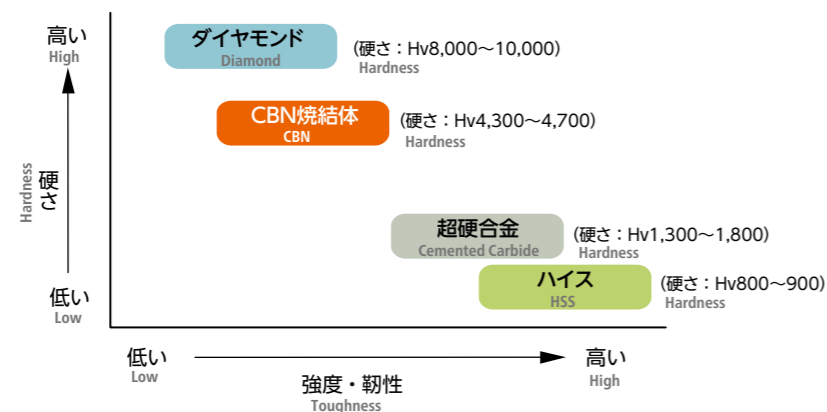 高い
High
ダイヤモンド
Diamond
(硬さ：Hv8,000～10,000)
Hardness
CBN焼結体
CBN
(硬さ：Hv4,300～4,700)
Hardness
硬さ
Hardness
超硬合金
Cemented Carbide
(硬さ：Hv1,300～1,800)
Hardness
ハイス
HSS
(硬さ：Hv800～900)
Hardness
低い
Low
低い
Low
強度・靭性
Toughness
高い
High